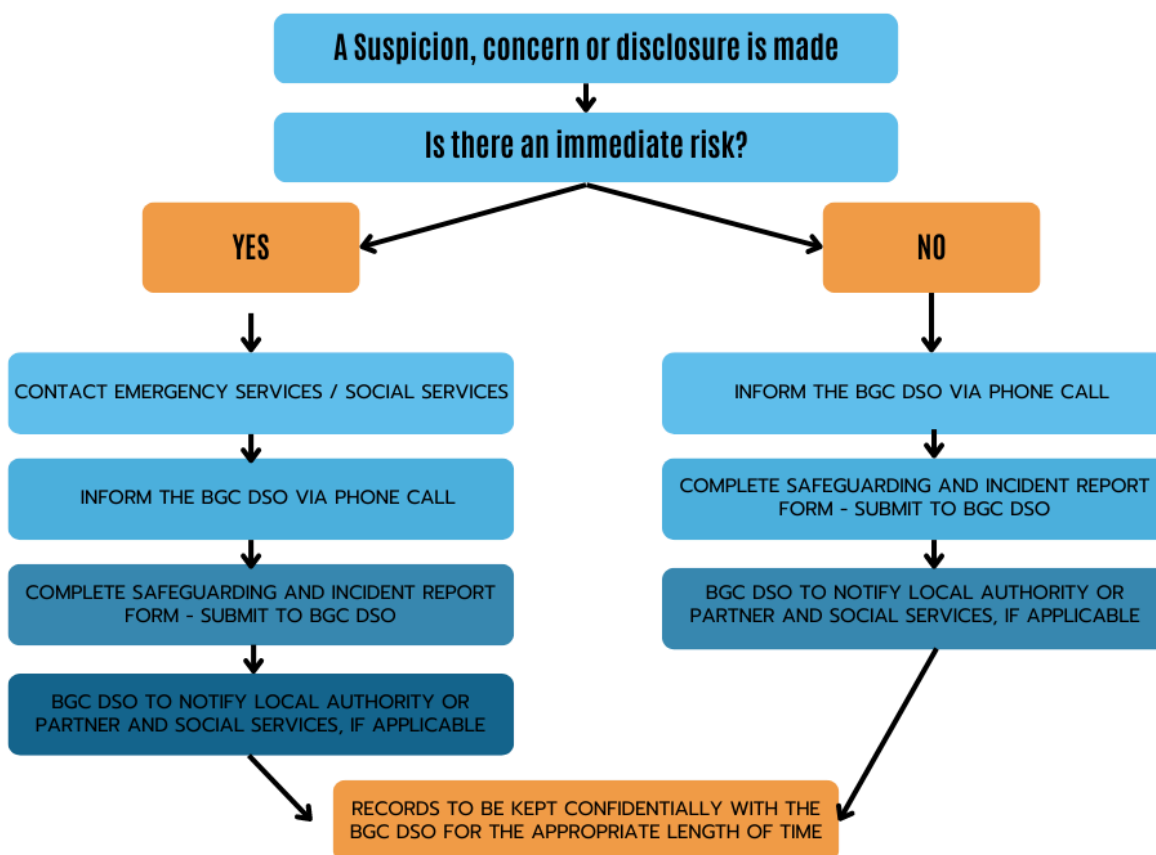 A Suspicion, concern or disclosure is made
Is there an immediate risk?
YES
NO
CONTACT EMERGENCY SERVICES / SOCIAL SERVICES
INFORM THE BGC DSO VIA PHONE CALL
COMPLETE SAFEGUARDING AND INCIDENT REPORT
FORM - SUBMIT TO BGC DSO
BGC DSO TO NOTIFY LOCAL AUTHORITY OR
PARTNER AND SOCIAL SERVICES, IF APPLICABLE
INFORM THE BGC DSO VIA PHONE CALL
COMPLETE SAFEGUARDING AND INCIDENT REPORT
FORM - SUBMIT TO BGC DSO
BGC DSO TO NOTIFY LOCAL AUTHORITY OR
PARTNER AND SOCIAL SERVICES, IF APPLICABLE
RECORDS TO BE KEPT CONFIDENTIALLY WITH THE
BGC DSO FOR THE APPROPRIATE LENGTH OF TIME